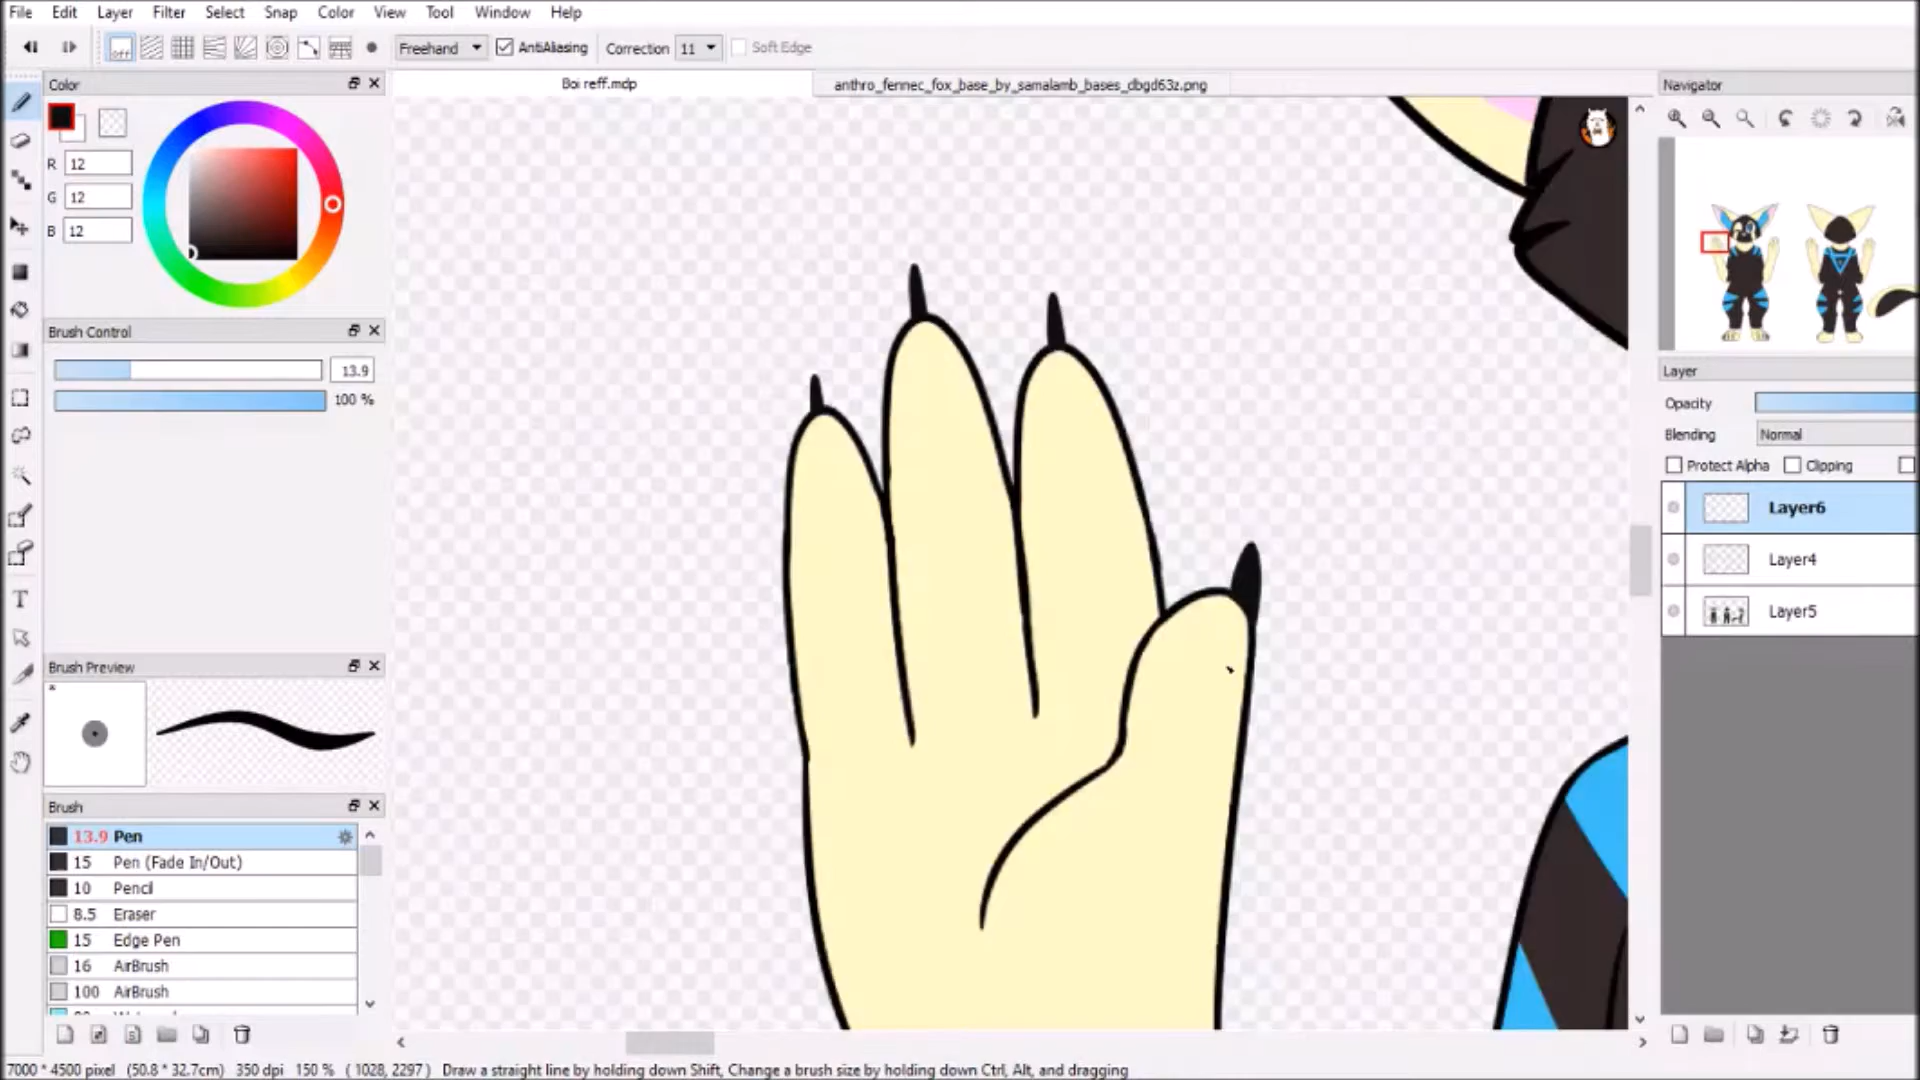 File Edit Layer Filter Select Snap Color View Tool Window Help
off Freehand AntiAliasing Correction 11 Soft Edge
Color
Boi reff.mdp
anthro_fennec_fox_base_by_samalamb_bases_dbgd63z.png
Navigator
R 12
G 12
B 12
Brush Control
13.9
100 %
Layer
Opacity
Blending Normal
Protect Alpha Clipping
Layer6
Layer4
Layer5
Brush Preview
Brush
13.9 Pen
15 Pen (Fade In/Out)
10 Pencil
8.5 Eraser
15 Edge Pen
16 AirBrush
100 AirBrush
7000 * 4500 pixel (50.8 * 32.7cm) 350 dpi 150 % ( 1028, 2297 ) Draw a straight line by holding down Shift, Change a brush size by holding down Ctrl, Alt, and dragging